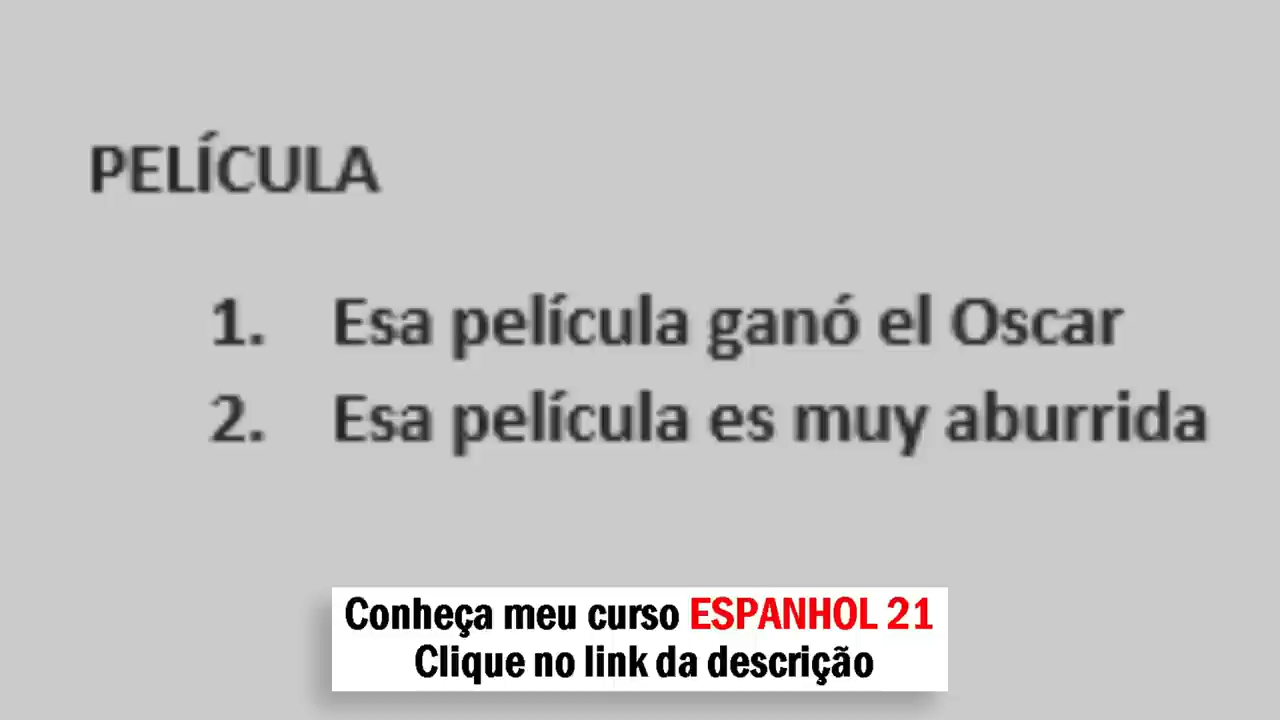 PELÍCULA
1. Esa película ganó el Oscar
2. Esa película es muy aburrida
Conheça meu curso ESPANHOL 21
Clique no link da descrição